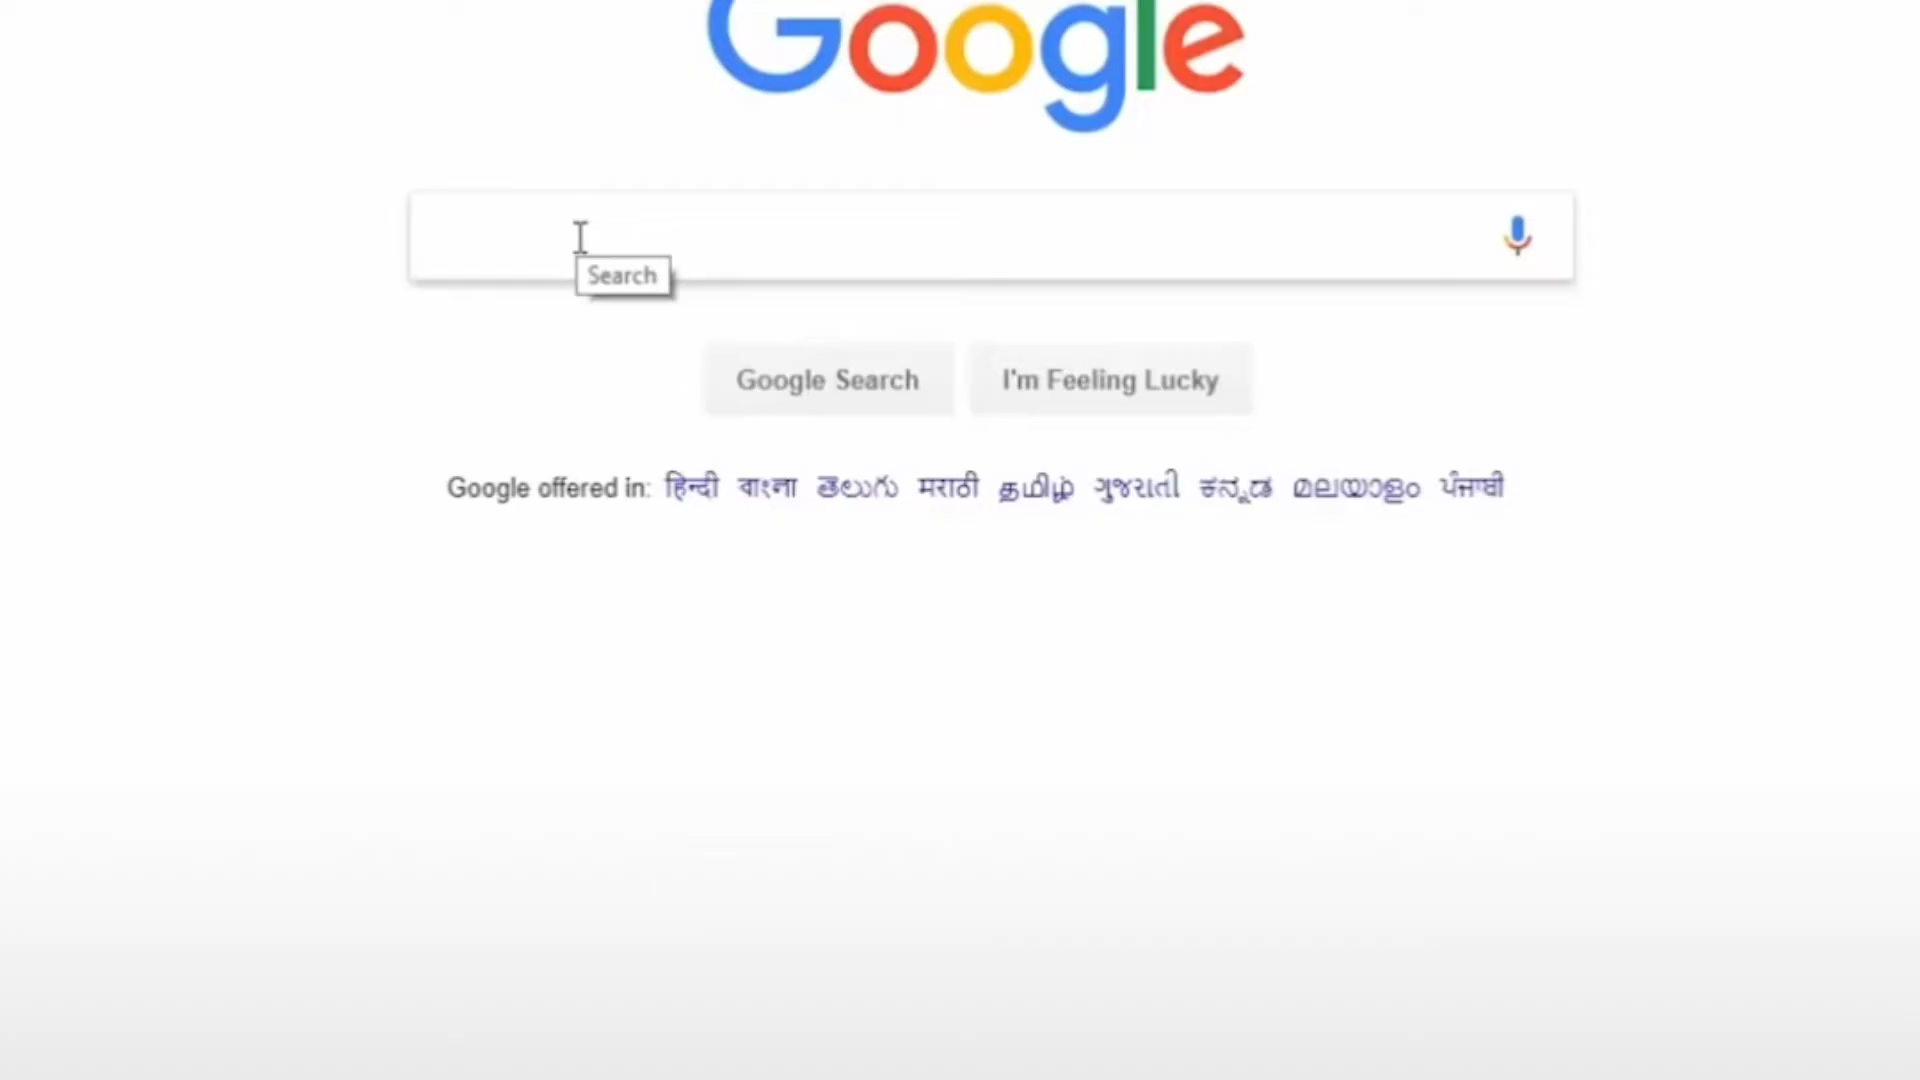 Google
Search
Google Search I'm Feeling Lucky
Google offered in: हिन्दी বাংলা తెలుగు मराठी தமிழ் ગુજરાતી ಕನ್ನಡ മലയാളം ਪੰਜਾਬੀ